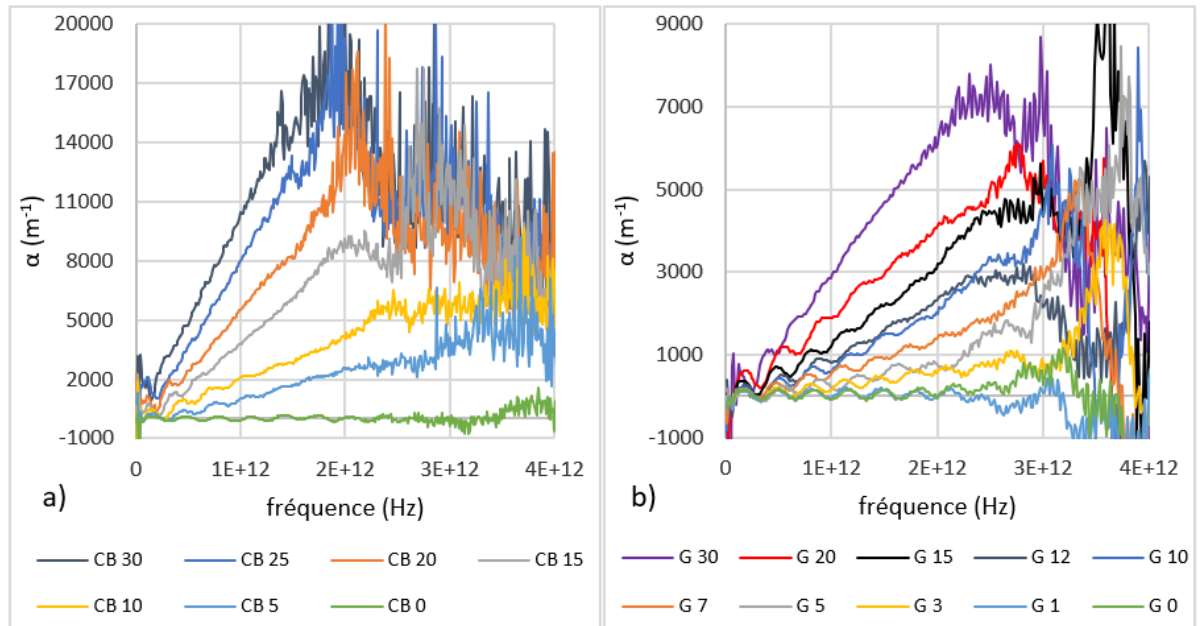 20000
17000
14000
11000
8000
5000
2000
-1000
α (m⁻¹)
0 1E+12 2E+12 3E+12 4E+12
fréquence (Hz)
a)
CB 30 CB 25 CB 20 CB 15
CB 10 CB 5 CB 0
9000
7000
5000
3000
1000
-1000
α (m⁻¹)
0 1E+12 2E+12 3E+12 4E+12
fréquence (Hz)
b)
G 30 G 20 G 15 G 12 G 10
G 7 G 5 G 3 G 1 G 0